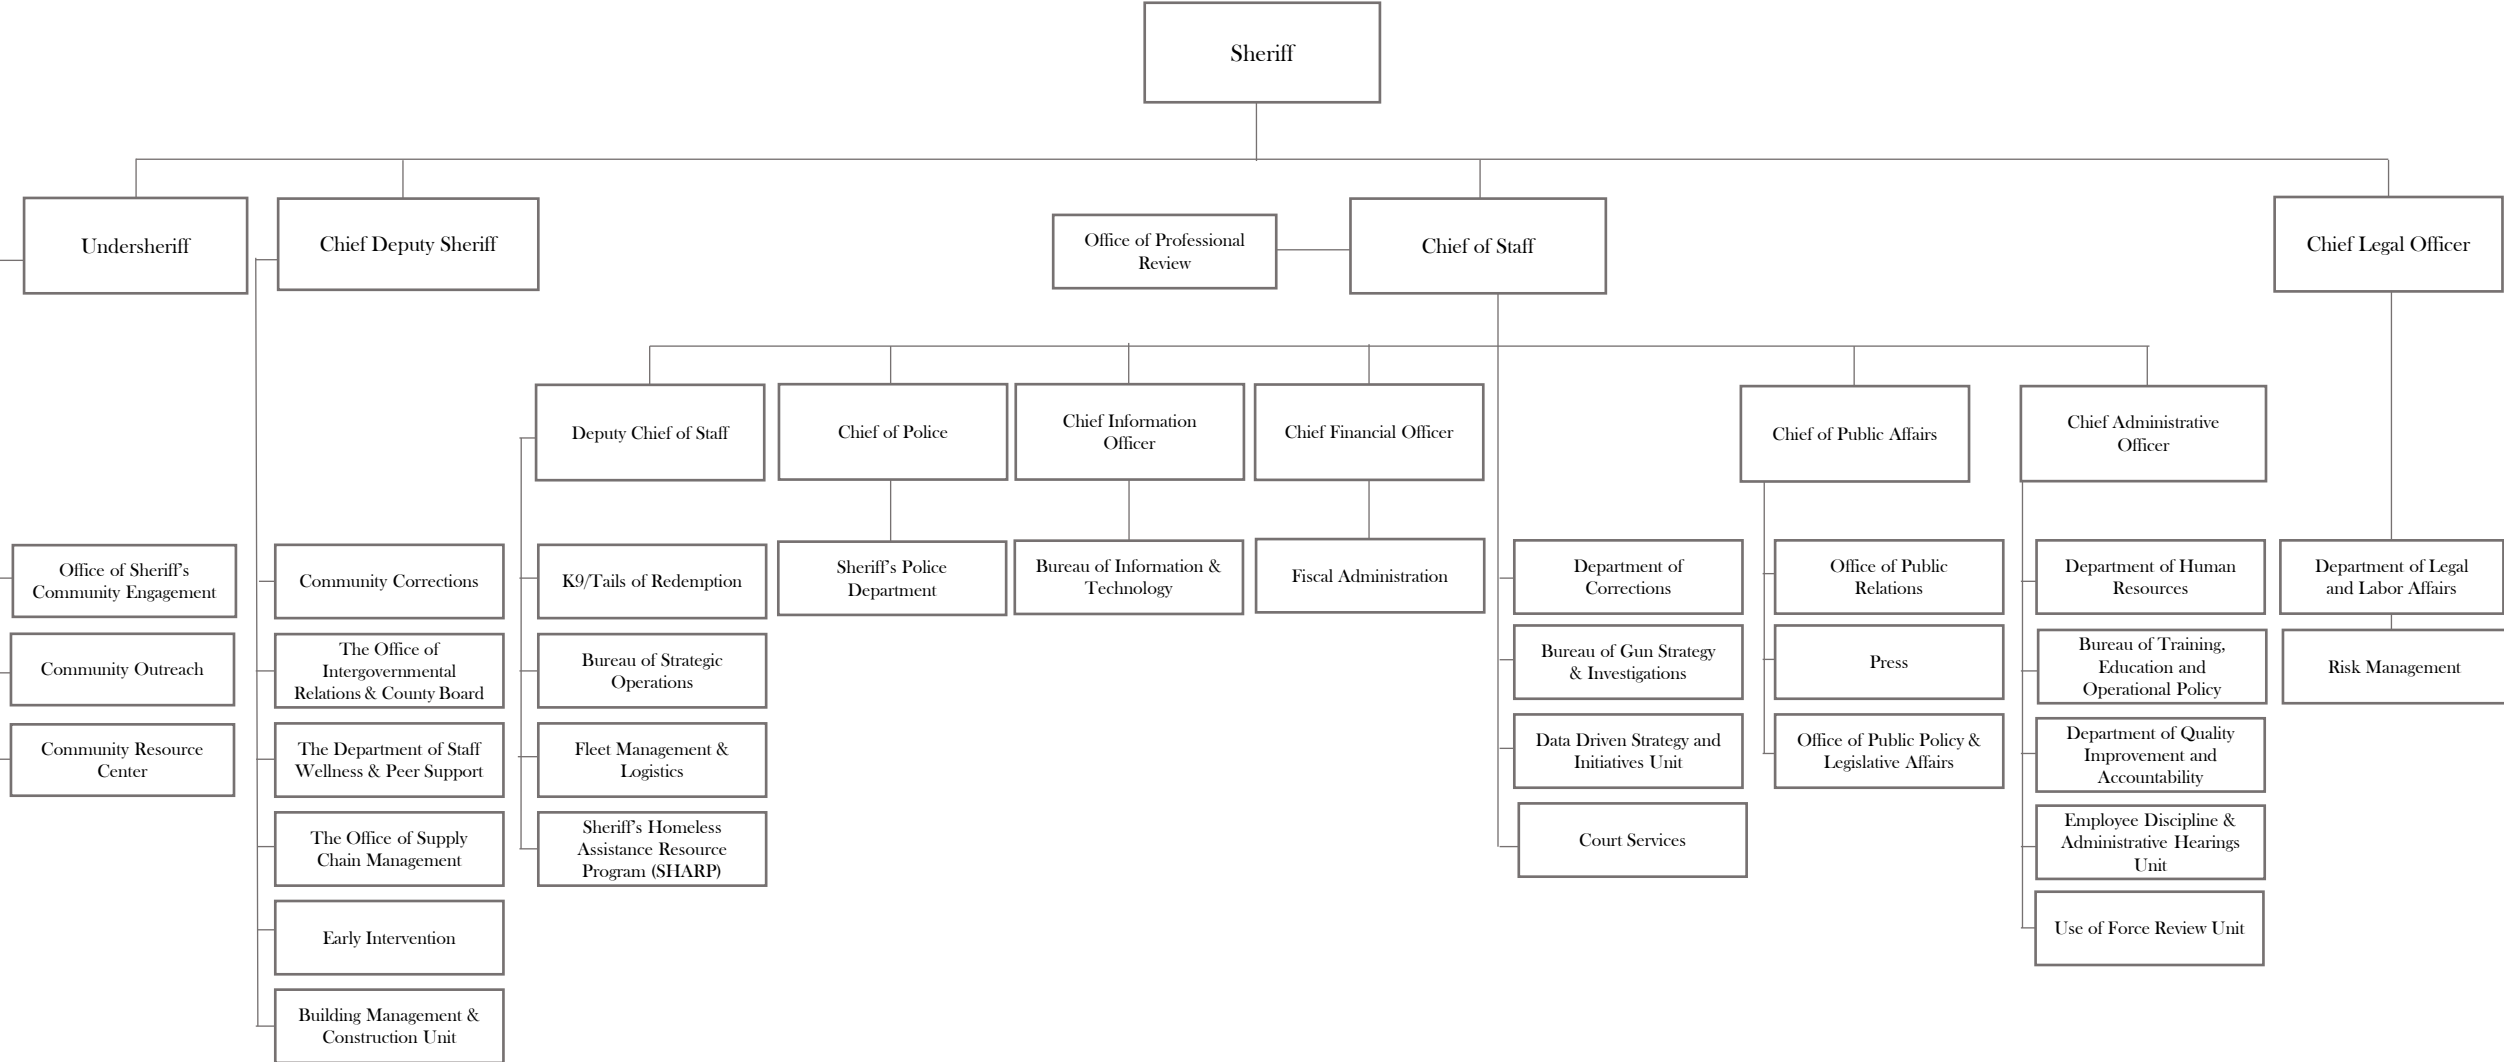 Sheriff
Undersheriff
Chief Deputy Sheriff
Office of Professional
Review
Chief of Staff
Chief Legal Officer
Deputy Chief of Staff
Chief of Police
Chief Information
Officer
Chief Financial Officer
Chief of Public Affairs
Chief Administrative
Officer
Office of Sheriff's
Community Engagement
Community Outreach
Community Resource
Center
Community Corrections
The Office of
Intergovernmental
Relations & County Board
The Department of Staff
Wellness & Peer Support
The Office of Supply
Chain Management
Early Intervention
Building Management &
Construction Unit
K9/Tails of Redemption
Bureau of Strategic
Operations
Fleet Management &
Logistics
Sheriff's Homeless
Assistance Resource
Program (SHARP)
Sheriff's Police
Department
Bureau of Information &
Technology
Fiscal Administration
Department of
Corrections
Bureau of Gun Strategy
& Investigations
Data Driven Strategy and
Initiatives Unit
Court Services
Office of Public
Relations
Press
Office of Public Policy &
Legislative Affairs
Department of Human
Resources
Bureau of Training,
Education and
Operational Policy
Department of Quality
Improvement and
Accountability
Employee Discipline &
Administrative Hearings
Unit
Use of Force Review Unit
Department of Legal
and Labor Affairs
Risk Management